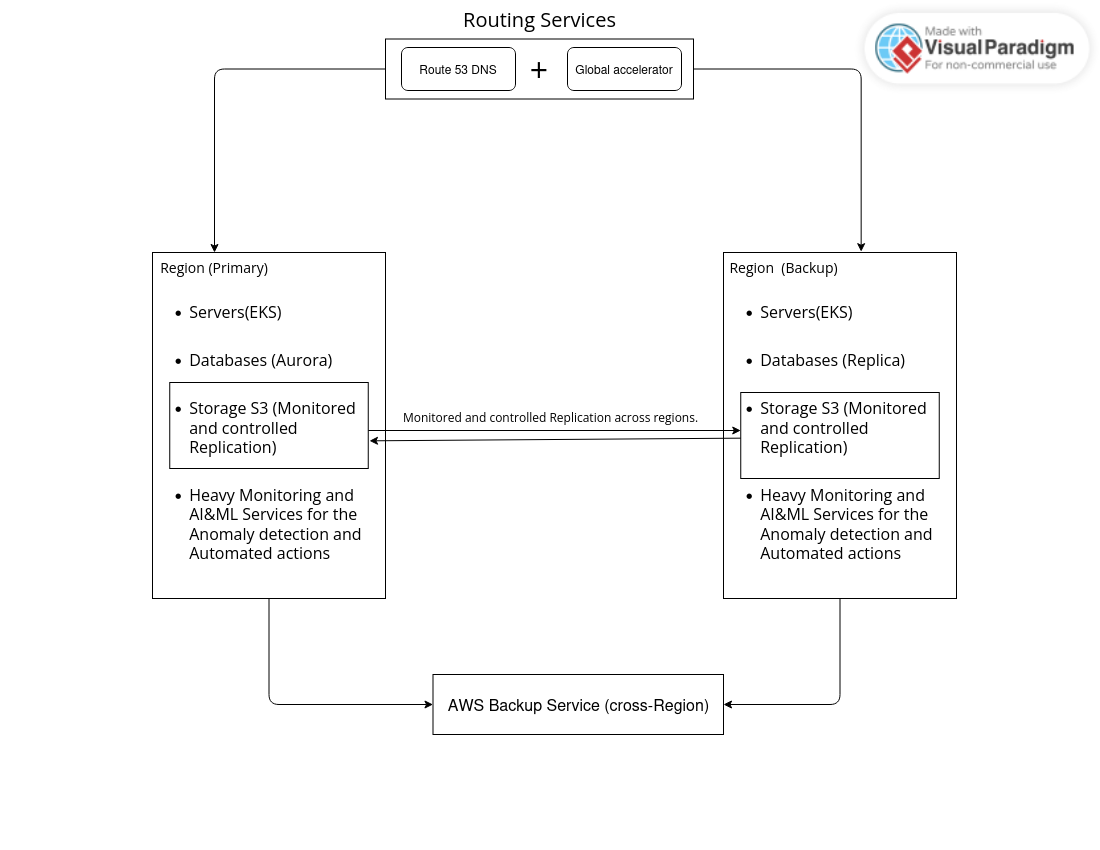 Routing Services
Made with
Visual Paradigm
For non-commercial use
Route 53 DNS
+
Global accelerator
Region (Primary)
• Servers(EKS)
• Databases (Aurora)
• Storage S3 (Monitored
and controlled
Replication)
• Heavy Monitoring and
AI&ML Services for the
Anomaly detection and
Automated actions
Monitored and controlled Replication across regions.
Region  (Backup)
• Servers(EKS)
• Databases (Replica)
• Storage S3 (Monitored
and controlled
Replication)
• Heavy Monitoring and
AI&ML Services for the
Anomaly detection and
Automated actions
AWS Backup Service (cross-Region)